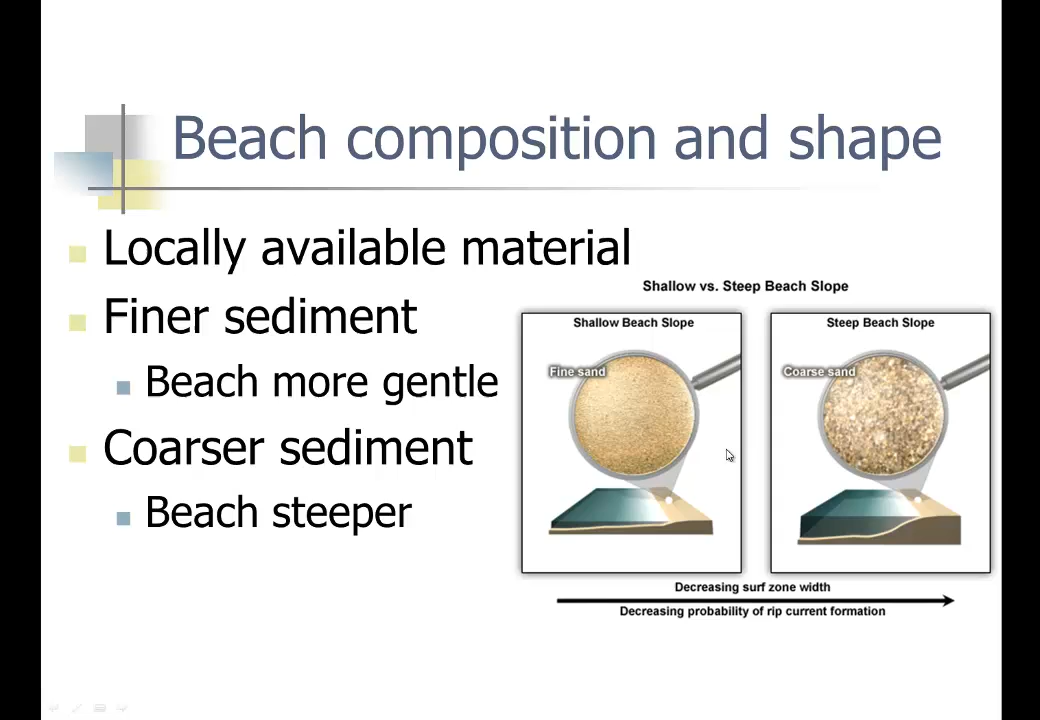 Beach composition and shape
Locally available material
Finer sediment
Beach more gentle
Coarser sediment
Beach steeper
Shallow vs. Steep Beach Slope
Shallow Beach Slope
Fine sand
Steep Beach Slope
Coarse sand
Decreasing surf zone width
Decreasing probability of rip current formation